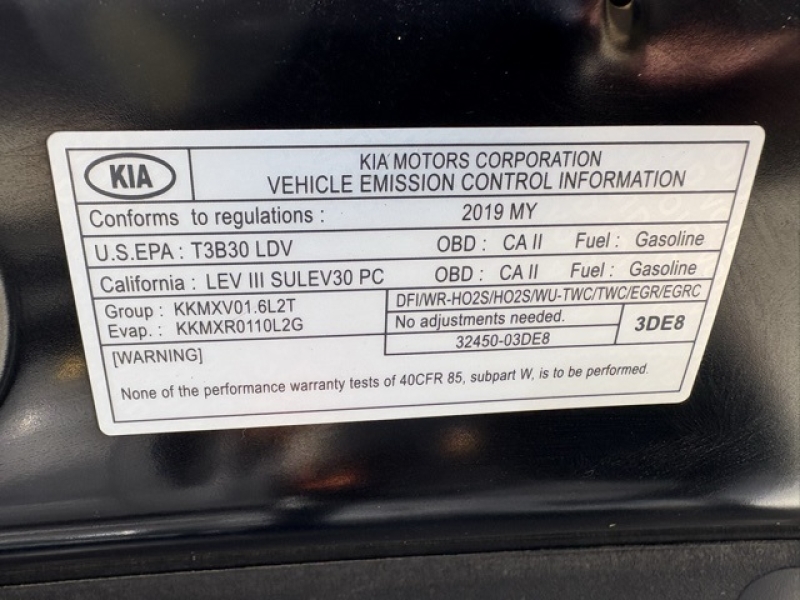 KIA
KIA MOTORS CORPORATION
VEHICLE EMISSION CONTROL INFORMATION
Conforms to regulations : 2019 MY
U.S.EPA : T3B30 LDV OBD : CA II Fuel : Gasoline
California : LEV III SULEV30 PC OBD : CA II Fuel : Gasoline
Group : KKMXV01.6L2T
Evap. : KKMXR0110L2G
DFI/WR-HO2S/HO2S/WU-TWC/TWC/EGR/EGRC
No adjustments needed.
32450-03DE8
3DE8
[WARNING]
None of the performance warranty tests of 40CFR 85, subpart W, is to be performed.